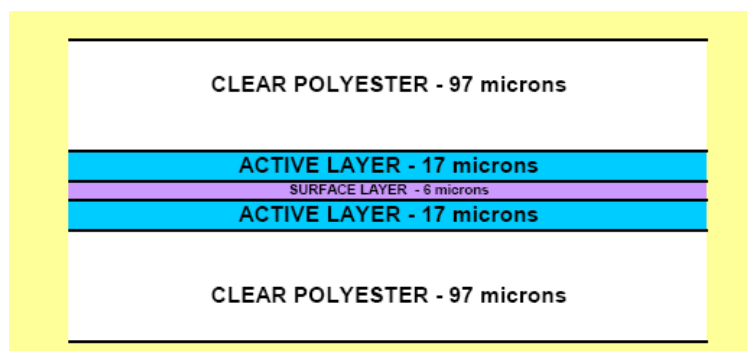 CLEAR POLYESTER - 97 microns
ACTIVE LAYER - 17 microns
SURFACE LAYER - 6 microns
ACTIVE LAYER - 17 microns
CLEAR POLYESTER - 97 microns